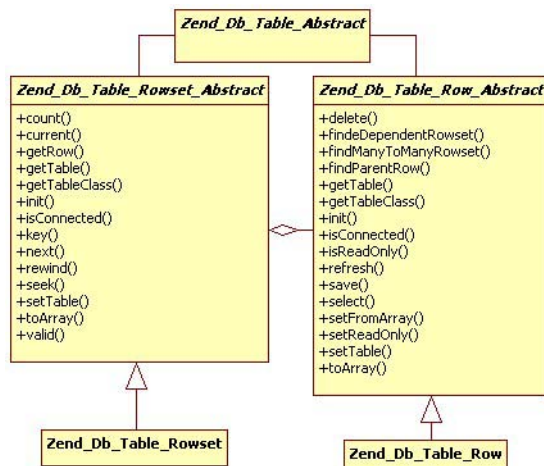 Zend_Db_Table_Abstract
Zend_Db_Table_Rowset_Abstract
+count()
+current()
+getRow()
+getTable()
+getTableClass()
+init()
+isConnected()
+key()
+next()
+rewind()
+seek()
+setTable()
+toArray()
+valid()
Zend_Db_Table_Row_Abstract
+delete()
+findeDependentRowset()
+findManyToManyRowset()
+findParentRow()
+getTable()
+getTableClass()
+init()
+isConnected()
+isReadOnly()
+refresh()
+save()
+select()
+setFromArray()
+setReadOnly()
+setTable()
+toArray()
Zend_Db_Table_Rowset
Zend_Db_Table_Row